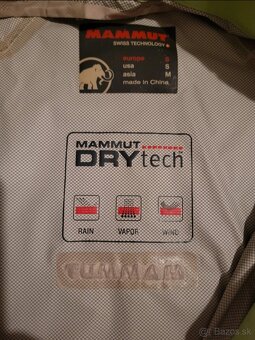 MAMMUT
SWISS TECHNOLOGY
europe S
usa S
asia M
made in China
MAMMUT
DRYtech
RAIN VAPOR WIND
MAMMUT
Bazos.sk